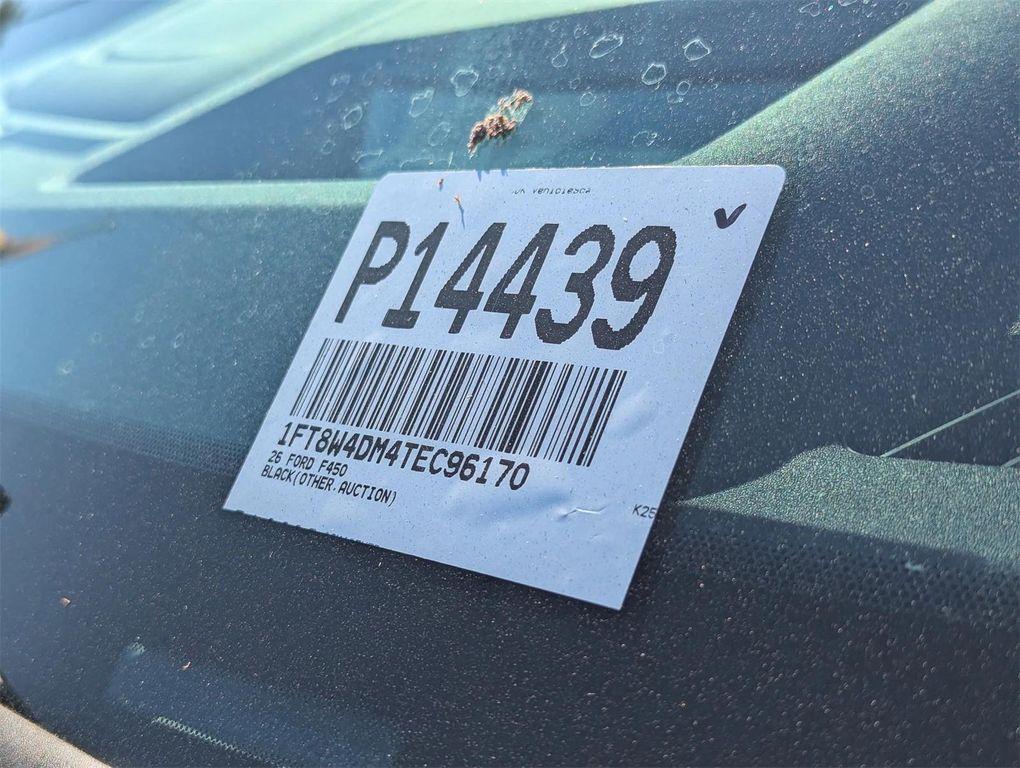 P14439
1FT8W4DM4TEC96170
26 FORD F450
BLACK(OTHER.AUCTION)
K25